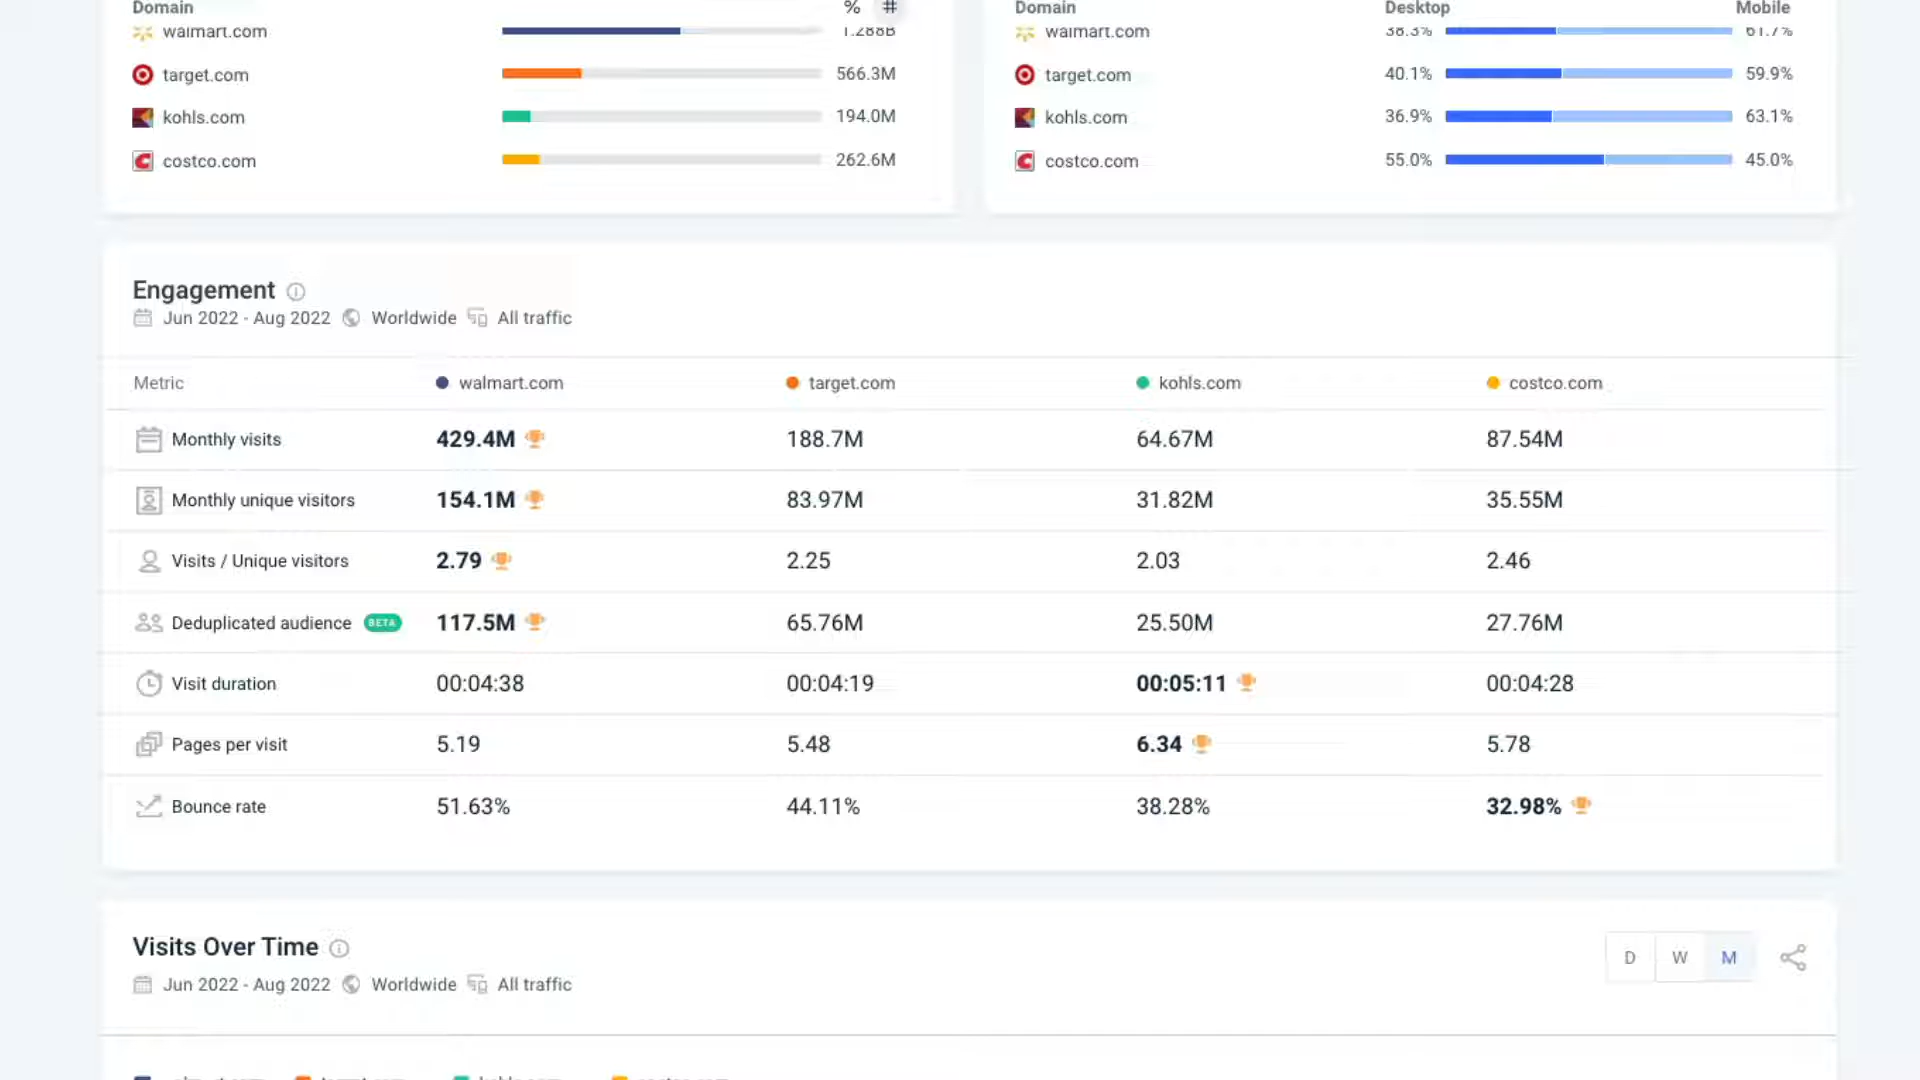 Domain % #
walmart.com 1.288B
target.com 566.3M
kohls.com 194.0M
costco.com 262.6M
Domain Desktop Mobile
walmart.com 38.3% 61.7%
target.com 40.1% 59.9%
kohls.com 36.9% 63.1%
costco.com 55.0% 45.0%
Engagement
Jun 2022 - Aug 2022 Worldwide All traffic
Metric walmart.com target.com kohls.com costco.com
Monthly visits 429.4M 188.7M 64.67M 87.54M
Monthly unique visitors 154.1M 83.97M 31.82M 35.55M
Visits / Unique visitors 2.79 2.25 2.03 2.46
Deduplicated audience BETA 117.5M 65.76M 25.50M 27.76M
Visit duration 00:04:38 00:04:19 00:05:11 00:04:28
Pages per visit 5.19 5.48 6.34 5.78
Bounce rate 51.63% 44.11% 38.28% 32.98%
Visits Over Time
D W M
Jun 2022 - Aug 2022 Worldwide All traffic